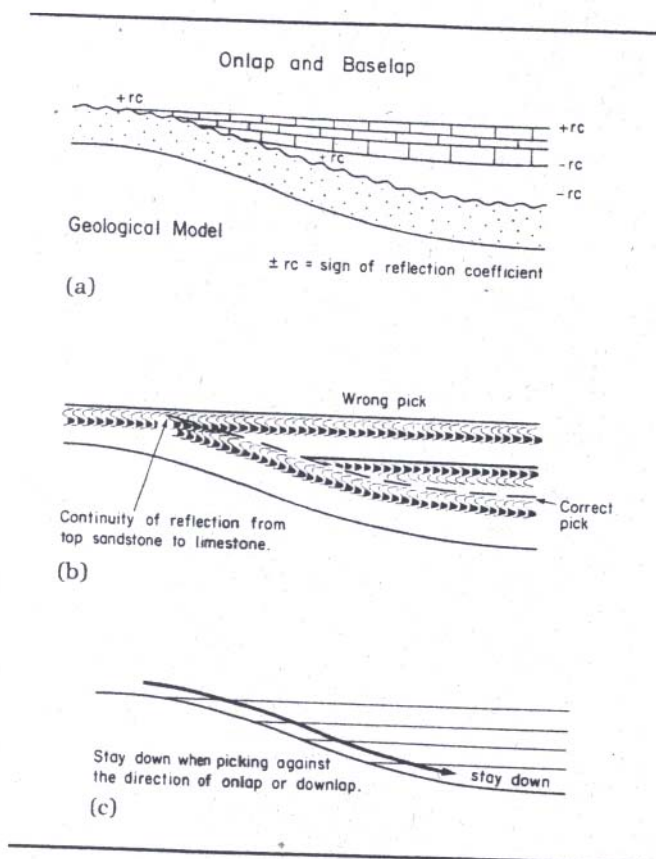 Onlap and Baselap
+rc
+rc
+rc
-rc
-rc
Geological Model
± rc = sign of reflection coefficient
(a)
Wrong pick
Correct
pick
Continuity of reflection from
top sandstone to limestone.
(b)
Stay down when picking against
the direction of onlap or downlap.
stay down
(c)